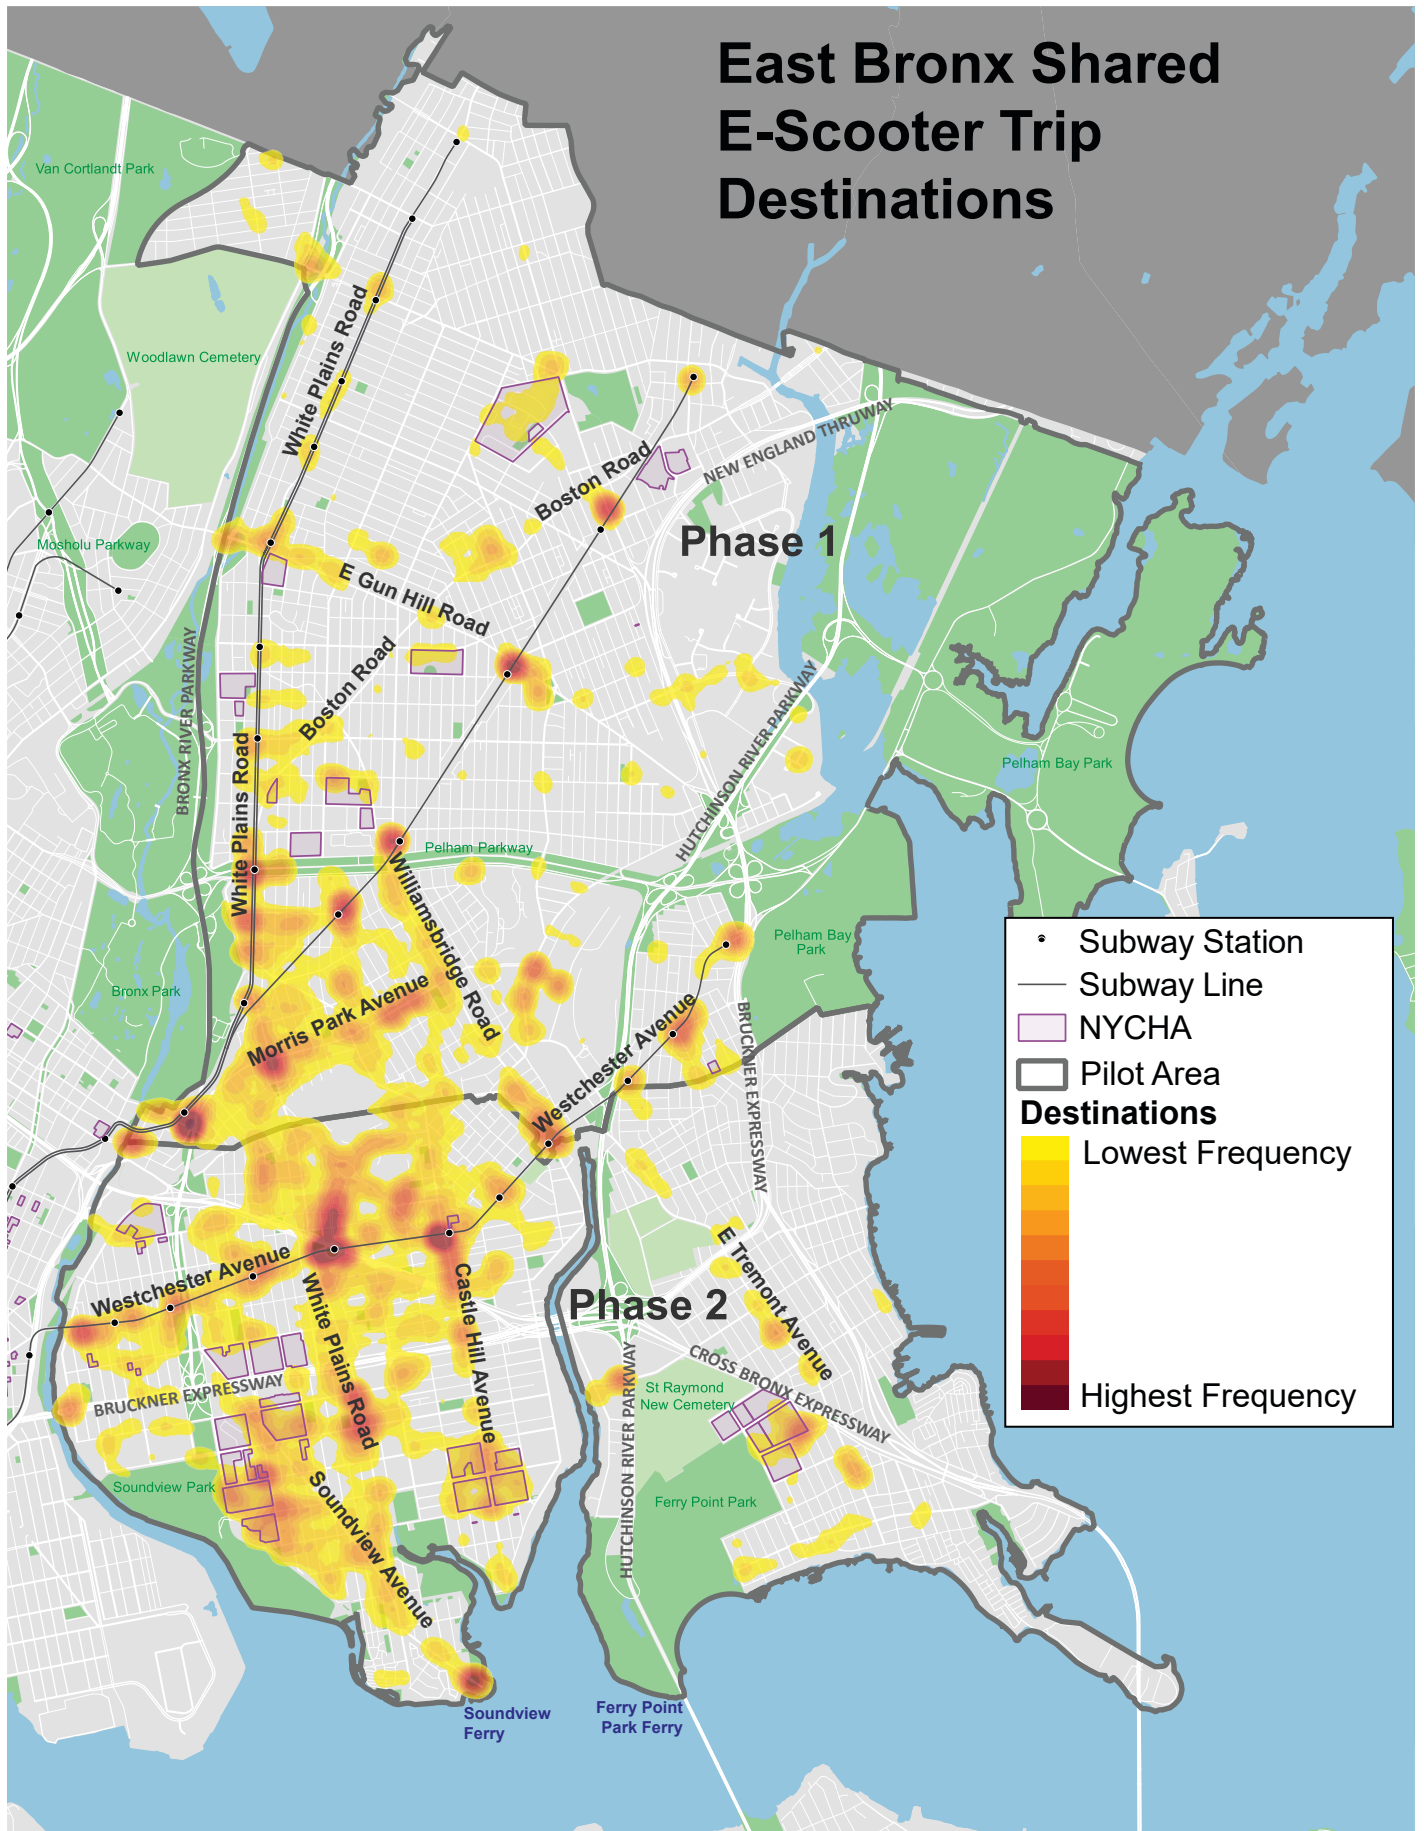 East Bronx Shared
E-Scooter Trip
Destinations
Van Cortlandt Park
Woodlawn Cemetery
White Plains Road
Boston Road
NEW ENGLAND THRUWAY
Mosholu Parkway
Phase 1
E Gun Hill Road
Boston Road
BRONX RIVER PARKWAY
HUTCHINSON RIVER PARKWAY
White Plains Road
Pelham Bay Park
Pelham Parkway
Williamsbridge Road
Pelham Bay
Park
Bronx Park
Morris Park Avenue
Westchester Avenue
BRUCKNER EXPRESSWAY
Subway Station
Subway Line
NYCHA
Pilot Area
Destinations
Lowest Frequency
Highest Frequency
Westchester Avenue
White Plains Road
Castle Hill Avenue
Phase 2
E Tremont Avenue
CROSS BRONX EXPRESSWAY
HUTCHINSON RIVER PARKWAY
BRUCKNER EXPRESSWAY
St Raymond
New Cemetery
Soundview Park
Soundview Avenue
Ferry Point Park
Soundview
Ferry
Ferry Point
Park Ferry